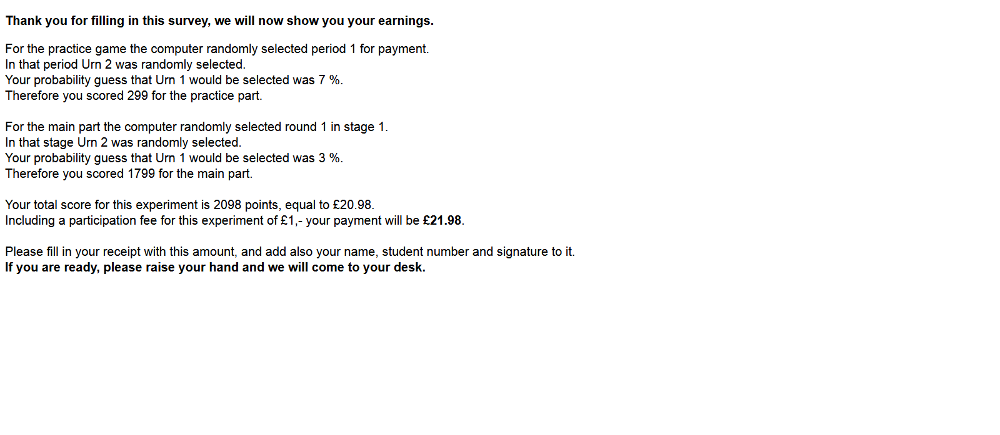 Thank you for filling in this survey, we will now show you your earnings.
For the practice game the computer randomly selected period 1 for payment.
In that period Urn 2 was randomly selected.
Your probability guess that Urn 1 would be selected was 7 %.
Therefore you scored 299 for the practice part.
For the main part the computer randomly selected round 1 in stage 1.
In that stage Urn 2 was randomly selected.
Your probability guess that Urn 1 would be selected was 3 %.
Therefore you scored 1799 for the main part.
Your total score for this experiment is 2098 points, equal to £20.98.
Including a participation fee for this experiment of £1,- your payment will be £21.98.
Please fill in your receipt with this amount, and add also your name, student number and signature to it.
If you are ready, please raise your hand and we will come to your desk.